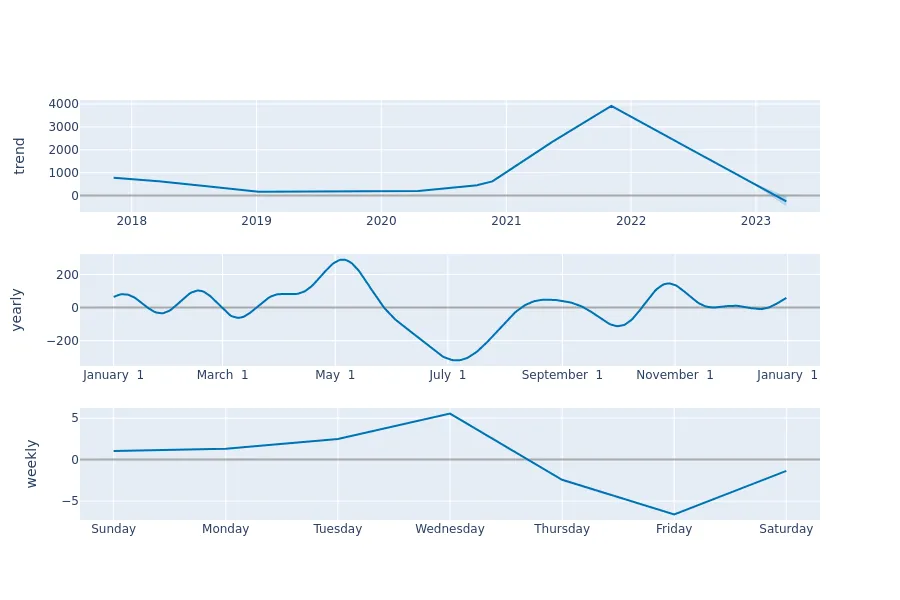 4000
3000
2000
1000
0
trend
2018 2019 2020 2021 2022 2023
200
0
−200
yearly
January 1 March 1 May 1 July 1 September 1 November 1 January 1
5
0
−5
weekly
Sunday Monday Tuesday Wednesday Thursday Friday Saturday